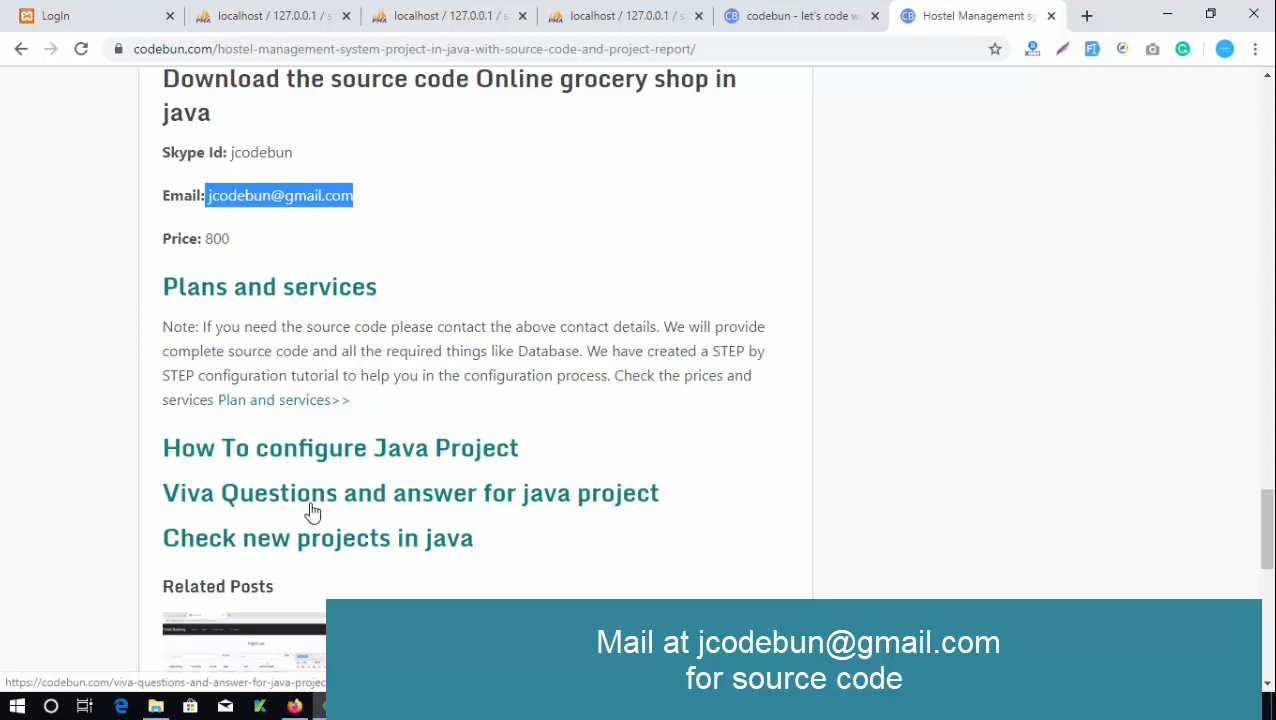 LogIn
localhost / 127.0.0.1 / s
localhost / 127.0.0.1 / s
localhost / 127.0.0.1 / s
codebun - let's code w
Hostel Management sy
codebun.com/hostel-management-system-project-in-java-with-source-code-and-project-report/
Download the source code Online grocery shop in
java
Skype Id: jcodebun
Email: jcodebun@gmail.com
Price: 800
Plans and services
Note: If you need the source code please contact the above contact details. We will provide
complete source code and all the required things like Database. We have created a STEP by
STEP configuration tutorial to help you in the configuration process. Check the prices and
services Plan and services>>
How To configure Java Project
Viva Questions and answer for java project
Check new projects in java
Related Posts
https://codebun.com/viva-questions-and-answer-for-java-projec
Mail at jcodebun@gmail.com
for source code